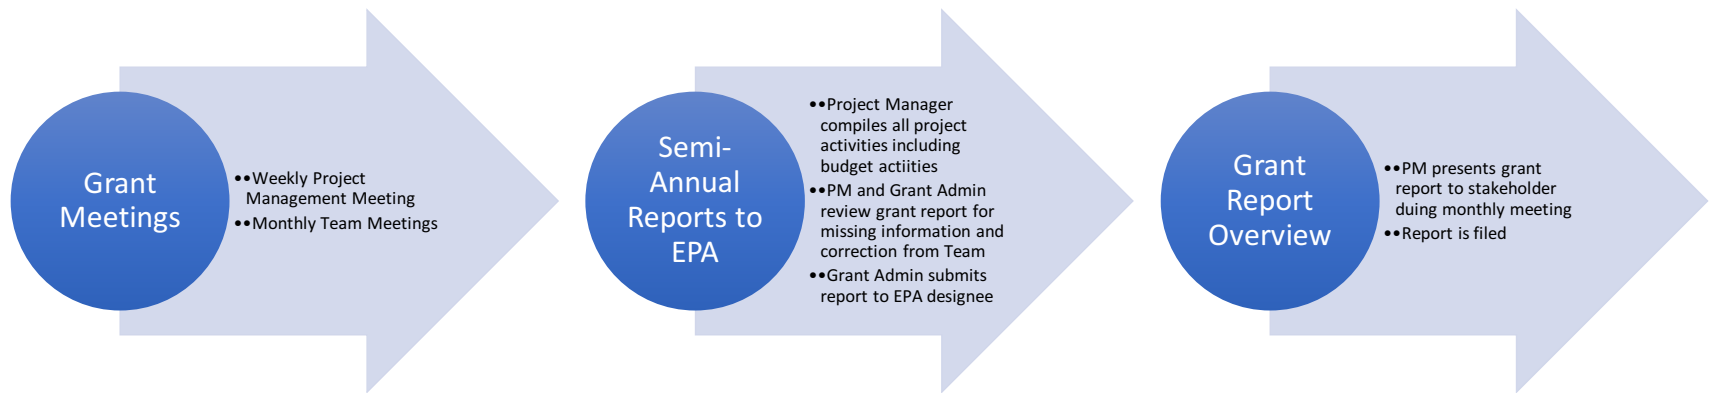 Grant
Meetings
••Weekly Project
Management Meeting
••Monthly Team Meetings
Semi-
Annual
Reports to
EPA
••Project Manager
compiles all project
activities including
budget actiities
••PM and Grant Admin
review grant report for
missing information and
correction from Team
••Grant Admin submits
report to EPA designee
Grant
Report
Overview
••PM presents grant
report to stakeholder
duing monthly meeting
••Report is filed